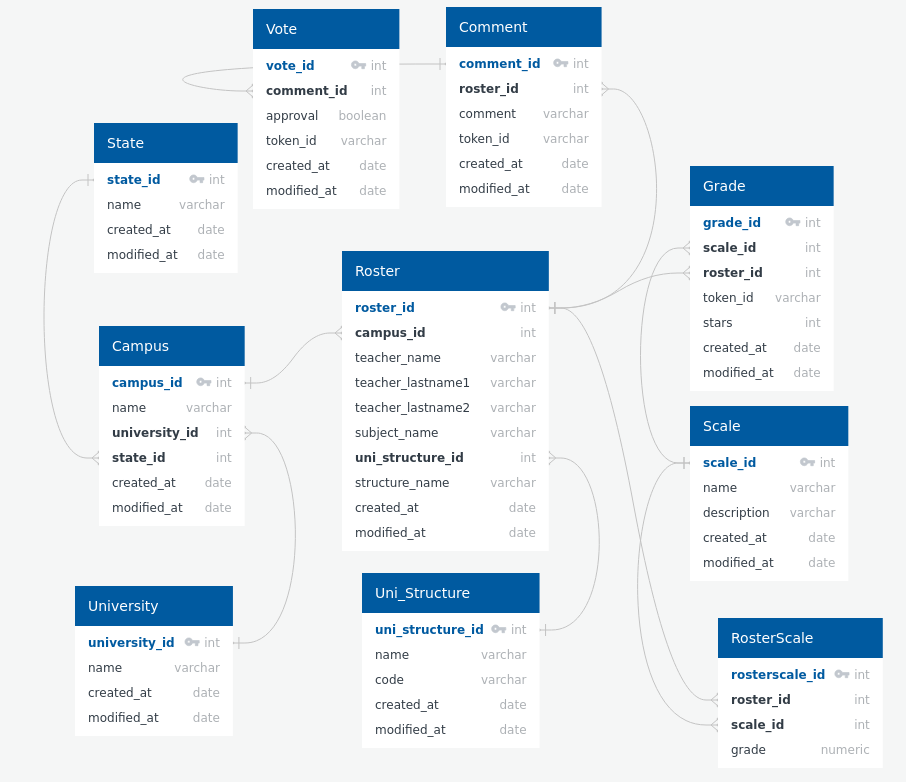 Vote
vote_id int
comment_id int
approval boolean
token_id varchar
created_at date
modified_at date
Comment
comment_id int
roster_id int
comment varchar
token_id varchar
created_at date
modified_at date
State
state_id int
name varchar
created_at date
modified_at date
Grade
grade_id int
scale_id int
roster_id int
token_id varchar
stars int
created_at date
modified_at date
Roster
roster_id int
campus_id int
teacher_name varchar
teacher_lastname1 varchar
teacher_lastname2 varchar
subject_name varchar
uni_structure_id int
structure_name varchar
created_at date
modified_at date
Campus
campus_id int
name varchar
university_id int
state_id int
created_at date
modified_at date
Scale
scale_id int
name varchar
description varchar
created_at date
modified_at date
University
university_id int
name varchar
created_at date
modified_at date
Uni_Structure
uni_structure_id int
name varchar
code varchar
created_at date
modified_at date
RosterScale
rosterscale_id int
roster_id int
scale_id int
grade numeric